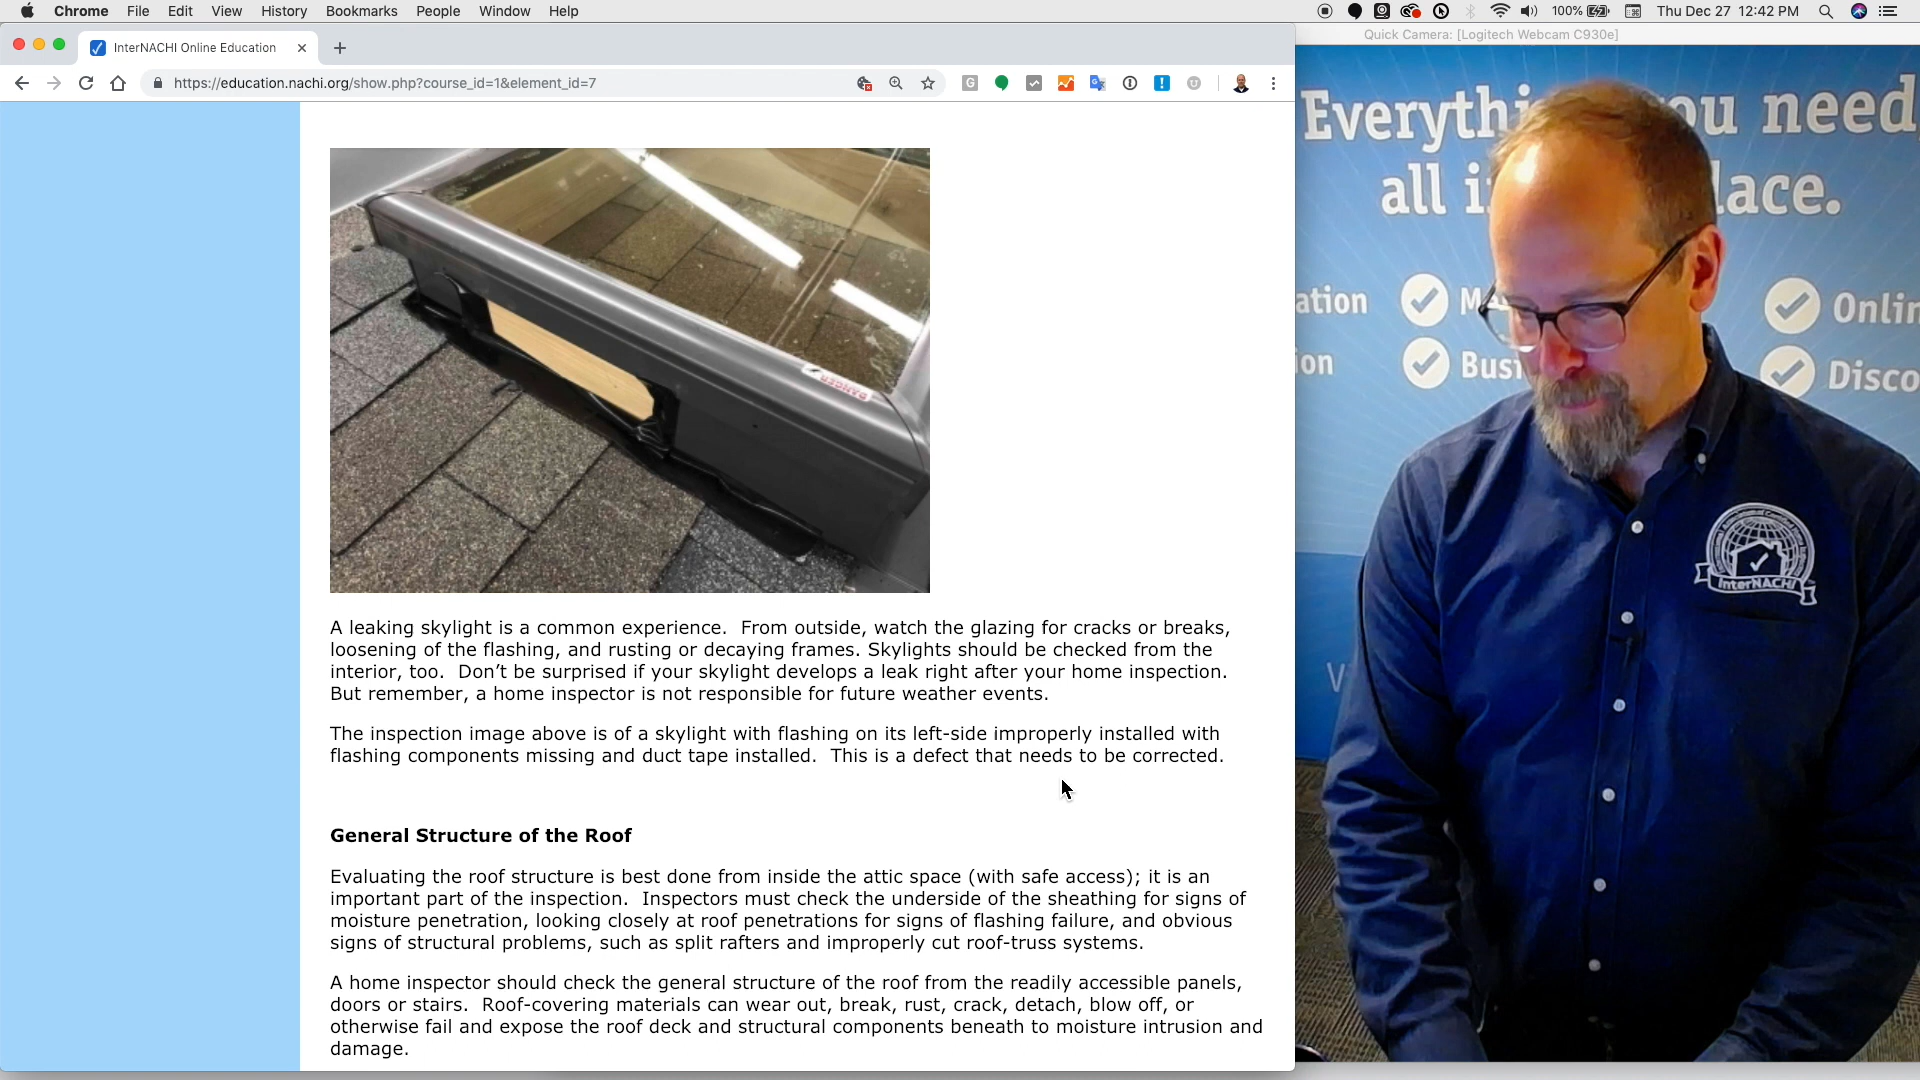 Chrome File Edit View History Bookmarks People Window Help
100% Thu Dec 27 12:42 PM
Quick Camera: [Logitech Webcam C930e]
InterNACHI Online Education
https://education.nachi.org/show.php?course_id=1&element_id=7
DANGER
A leaking skylight is a common experience. From outside, watch the glazing for cracks or breaks,
loosening of the flashing, and rusting or decaying frames. Skylights should be checked from the
interior, too. Don’t be surprised if your skylight develops a leak right after your home inspection.
But remember, a home inspector is not responsible for future weather events.
The inspection image above is of a skylight with flashing on its left-side improperly installed with
flashing components missing and duct tape installed. This is a defect that needs to be corrected.
General Structure of the Roof
Evaluating the roof structure is best done from inside the attic space (with safe access); it is an
important part of the inspection. Inspectors must check the underside of the sheathing for signs of
moisture penetration, looking closely at roof penetrations for signs of flashing failure, and obvious
signs of structural problems, such as split rafters and improperly cut roof-truss systems.
A home inspector should check the general structure of the roof from the readily accessible panels,
doors or stairs. Roof-covering materials can wear out, break, rust, crack, detach, blow off, or
otherwise fail and expose the roof deck and structural components beneath to moisture intrusion and
damage.
Everythi ou need,
all i lace.
ation M Onlin
ion Busi Disco
InterNACHI